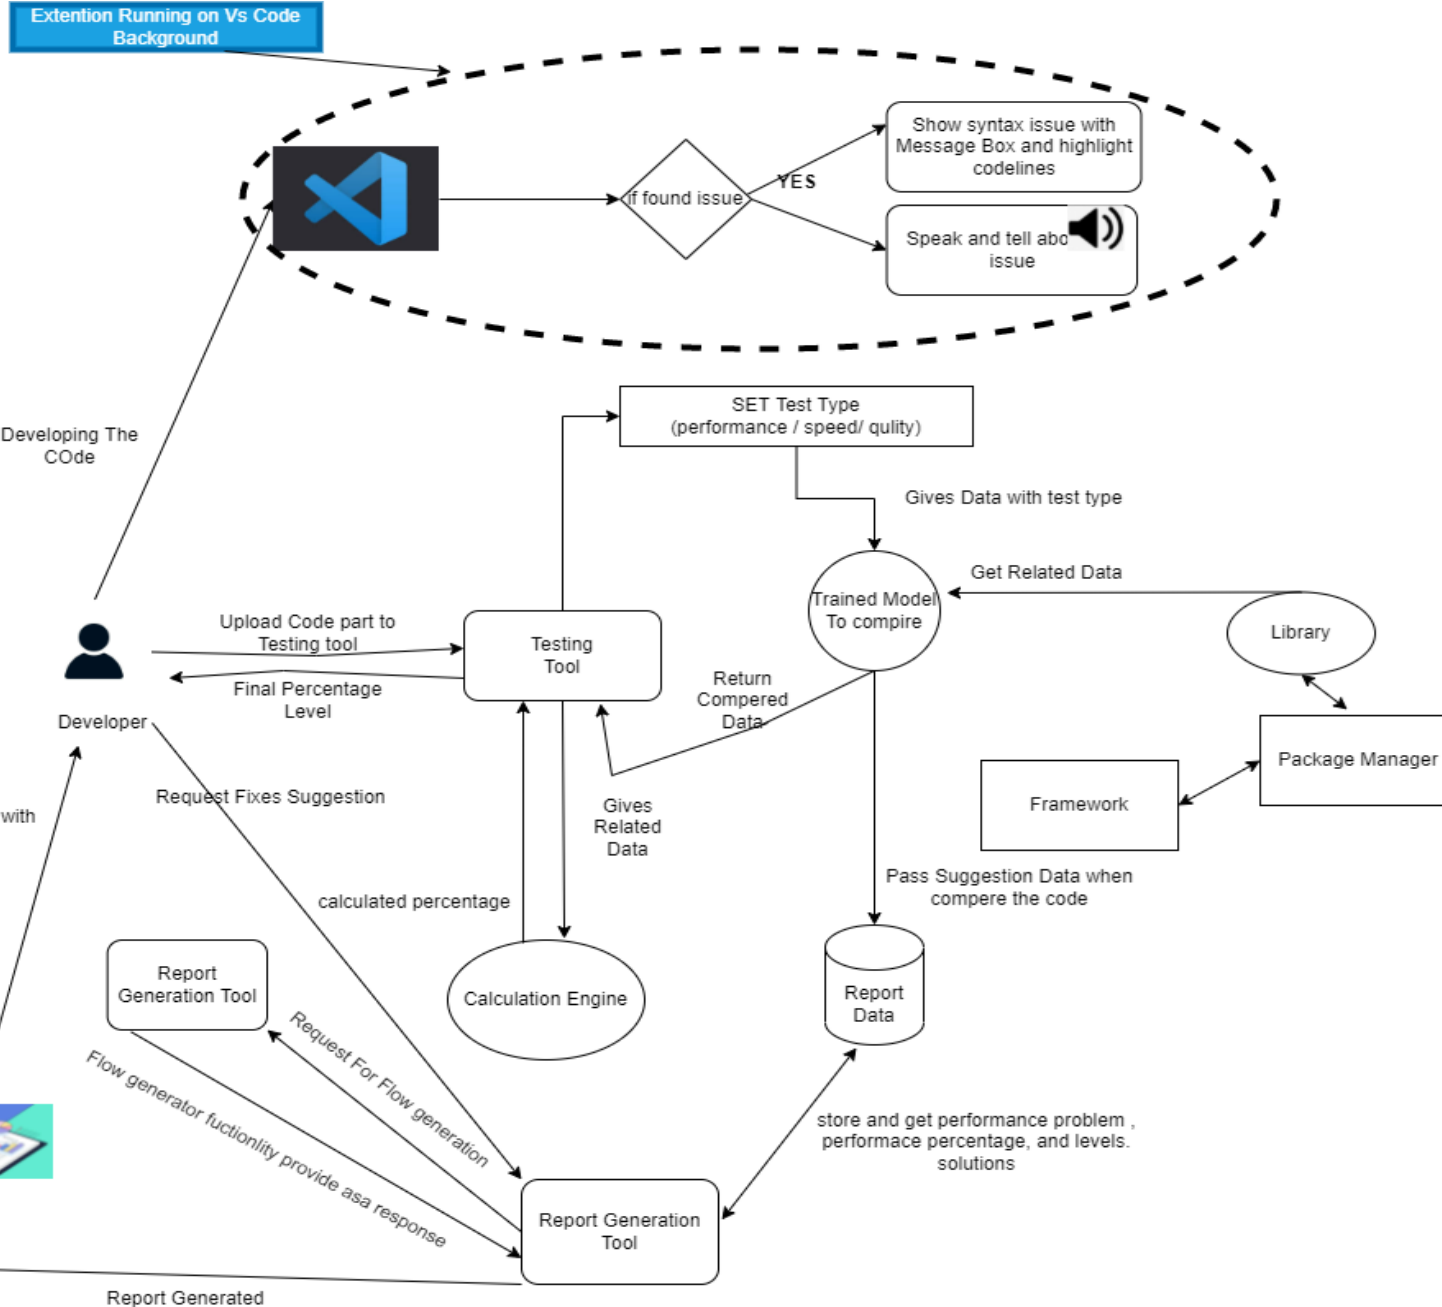 Extention Running on Vs Code
Background
Show syntax issue with
Message Box and highlight
codelines
YES
if found issue
Speak and tell abo
issue
SET Test Type
(performance / speed/ qulity)
Developing The
COde
Gives Data with test type
Get Related Data
Trained Model
To compire
Library
Upload Code part to
Testing tool
Testing
Tool
Final Percentage
Level
Return
Compered
Data
Developer
Package Manager
Request Fixes Suggestion
Framework
with
Gives
Related
Data
Pass Suggestion Data when
compere the code
calculated percentage
Report
Generation Tool
Calculation Engine
Report
Data
Request For Flow generation
Flow generator fuctionlity provide asa response
store and get performance problem ,
performace percentage, and levels.
solutions
Report Generation
Tool
Report Generated